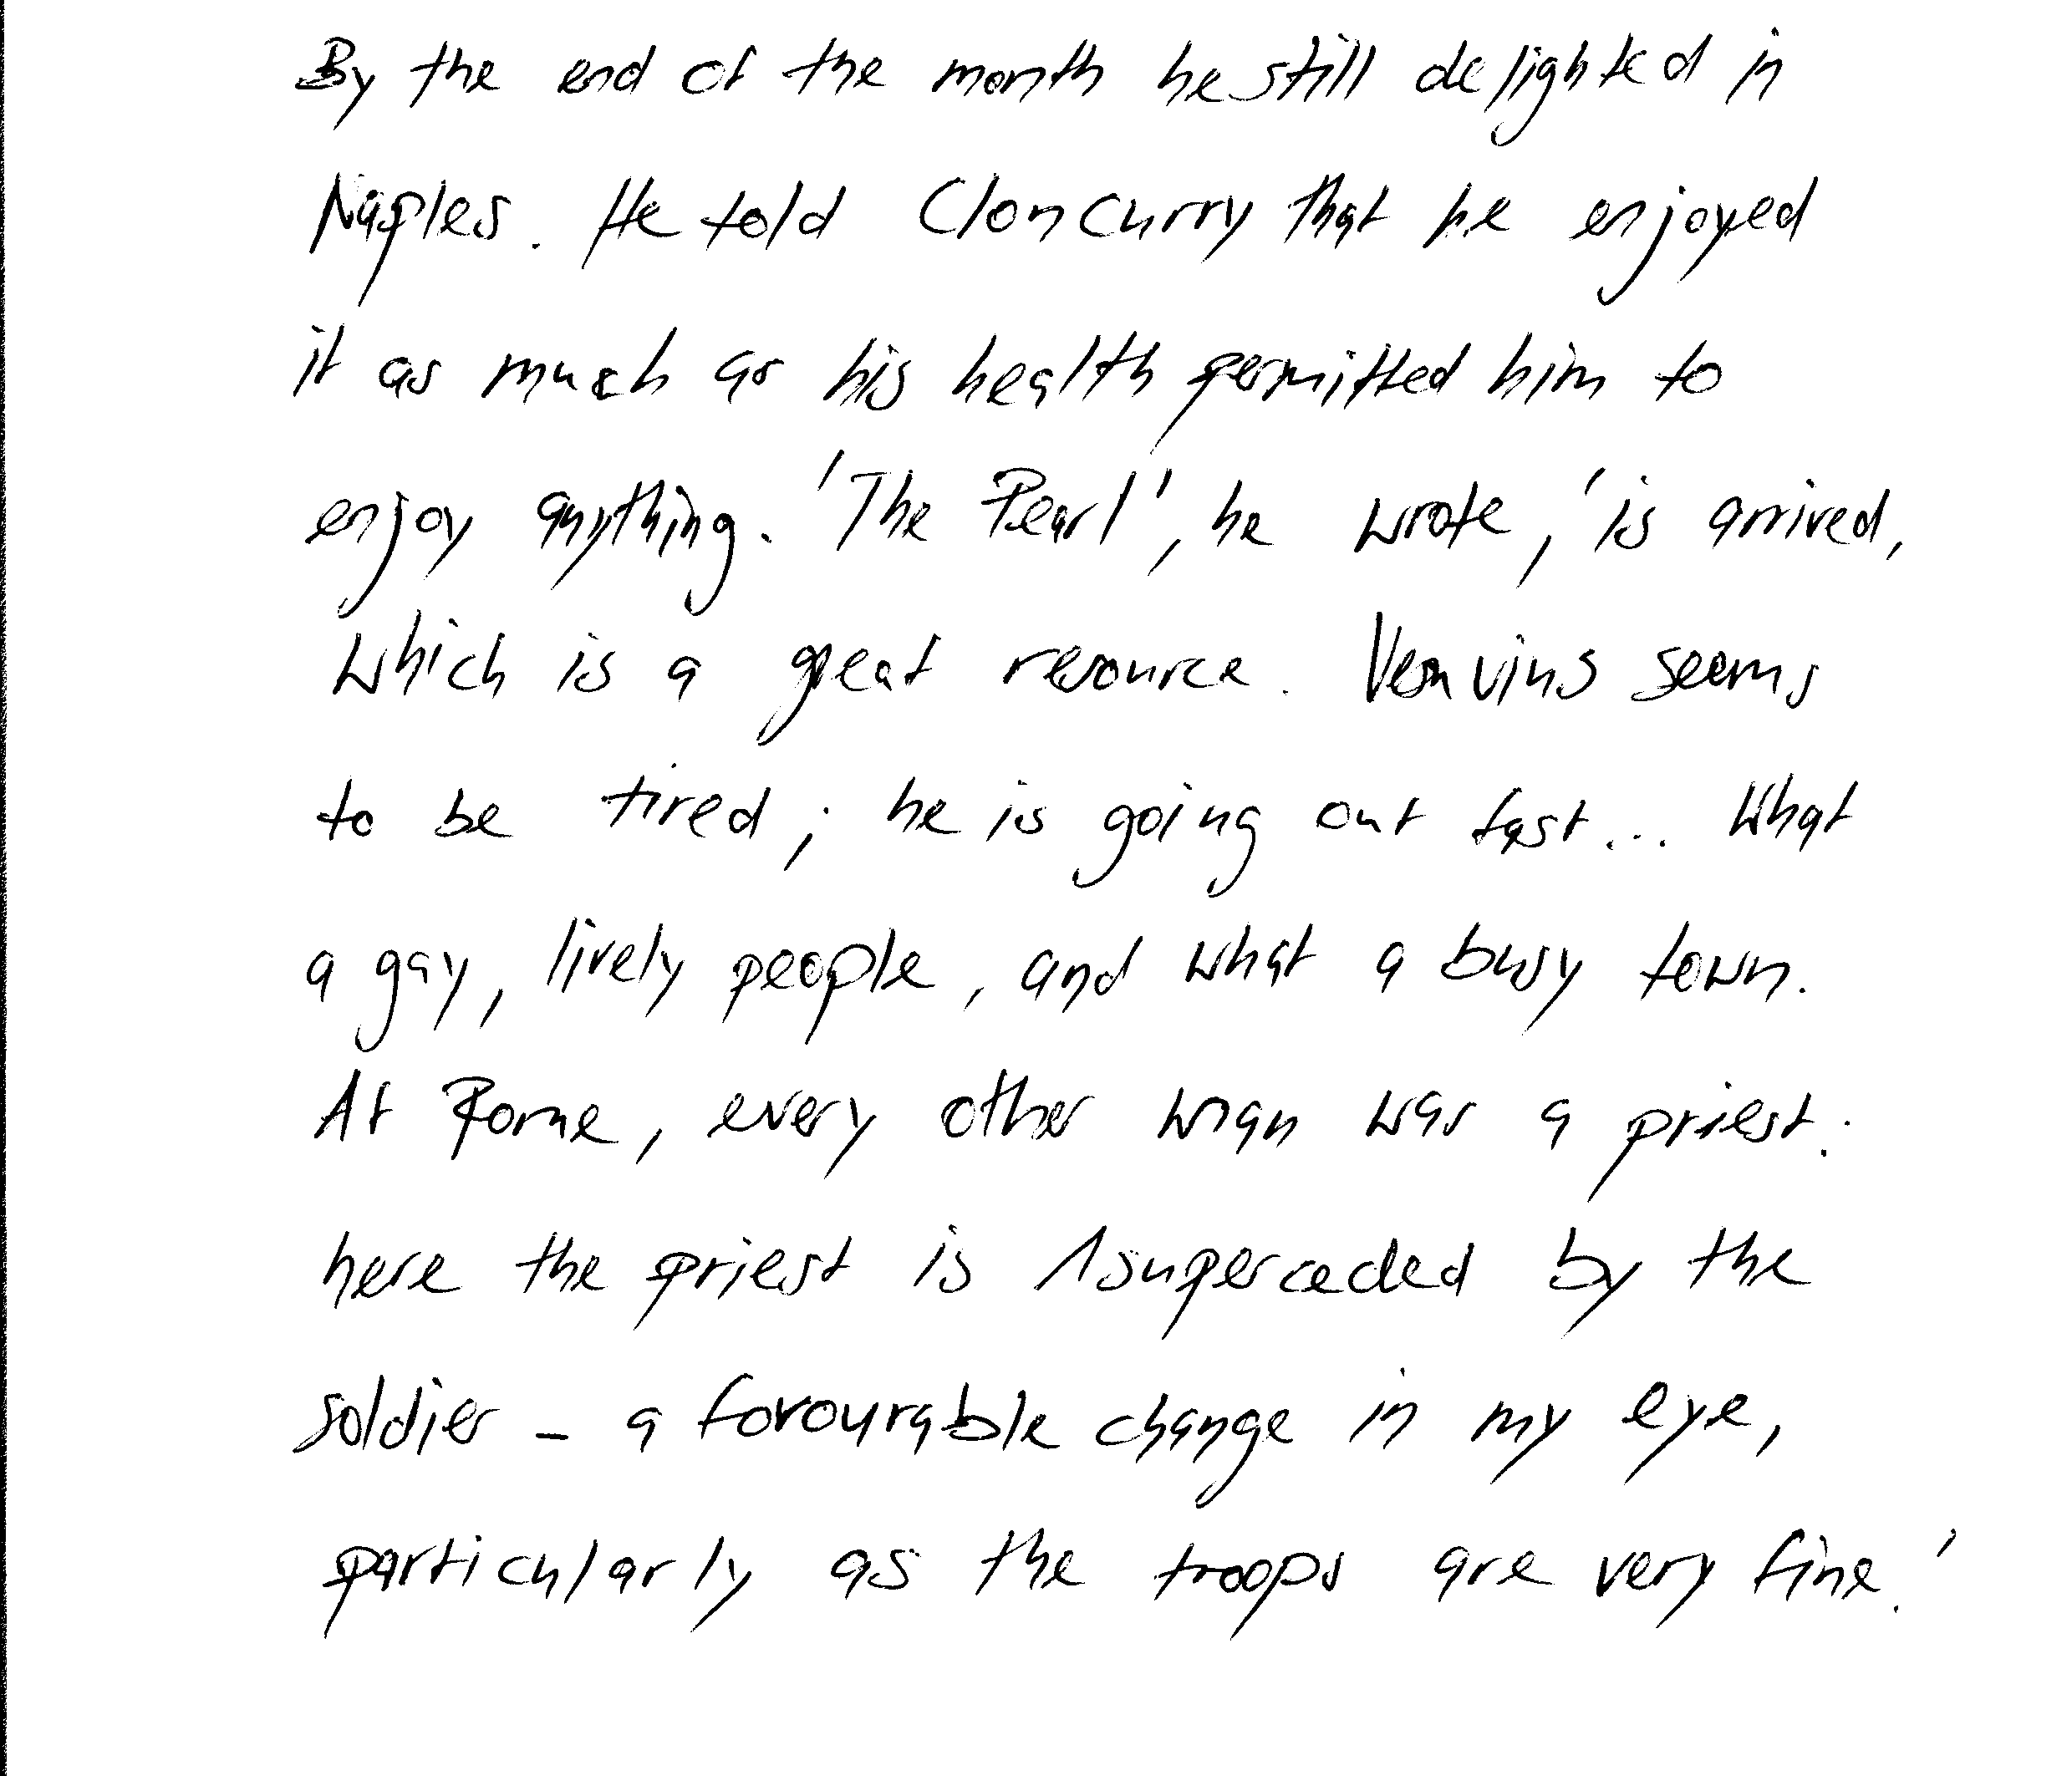 By the end of the month he still delighted in
Naples. He told Cloncurry that he enjoyed
it as much as his health permitted him to
enjoy anything. 'The Pearl', he wrote, 'is arrived,
which is a great resource. Vesuvius seems
to be tired; he is going out fast... What
a gay, lively people, and what a busy town.
At Rome, every other man was a priest:
here the priest is superceded by the
soldier - a favourable change in my eye,
particularly as the troops are very fine.'